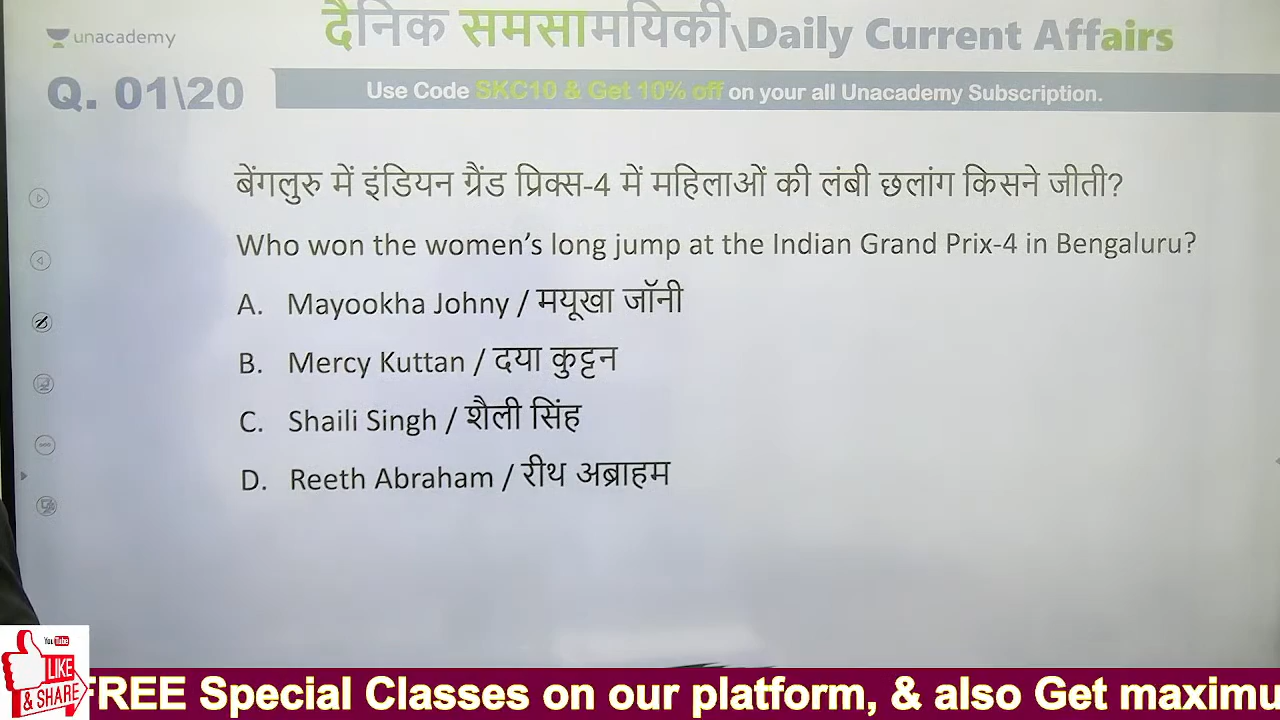 unacademy
दैनिक समसामयिकी\Daily Current Affairs
Q. 01\20
Use Code SKC10 & Get 10% off on your all Unacademy Subscription.
बेंगलुरु में इंडियन ग्रैंड प्रिक्स-4 में महिलाओं की लंबी छलांग किसने जीती?
Who won the women's long jump at the Indian Grand Prix-4 in Bengaluru?
A. Mayookha Johny / मयूखा जॉनी
B. Mercy Kuttan / दया कुट्टन
C. Shaili Singh / शैली सिंह
D. Reeth Abraham / रीथ अब्राहम
YouTube
LIKE
& SHARE
FREE Special Classes on our platform, & also Get maximu